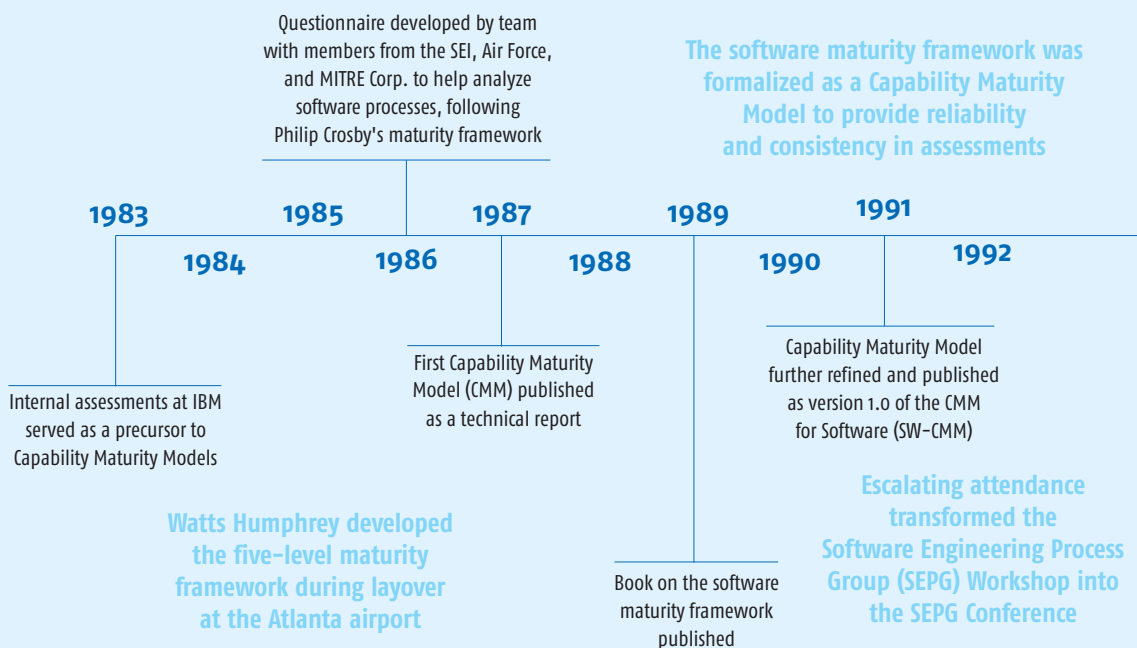 Questionnaire developed by team
with members from the SEI, Air Force,
and MITRE Corp. to help analyze
software processes, following
Philip Crosby's maturity framework
The software maturity framework was
formalized as a Capability Maturity
Model to provide reliability
and consistency in assessments
1983
1984
1985
1986
1987
1988
1989
1990
1991
1992
Internal assessments at IBM
served as a precursor to
Capability Maturity Models
First Capability Maturity
Model (CMM) published
as a technical report
Capability Maturity Model
further refined and published
as version 1.0 of the CMM
for Software (SW-CMM)
Watts Humphrey developed
the five-level maturity
framework during layover
at the Atlanta airport
Book on the software
maturity framework
published
Escalating attendance
transformed the
Software Engineering Process
Group (SEPG) Workshop into
the SEPG Conference